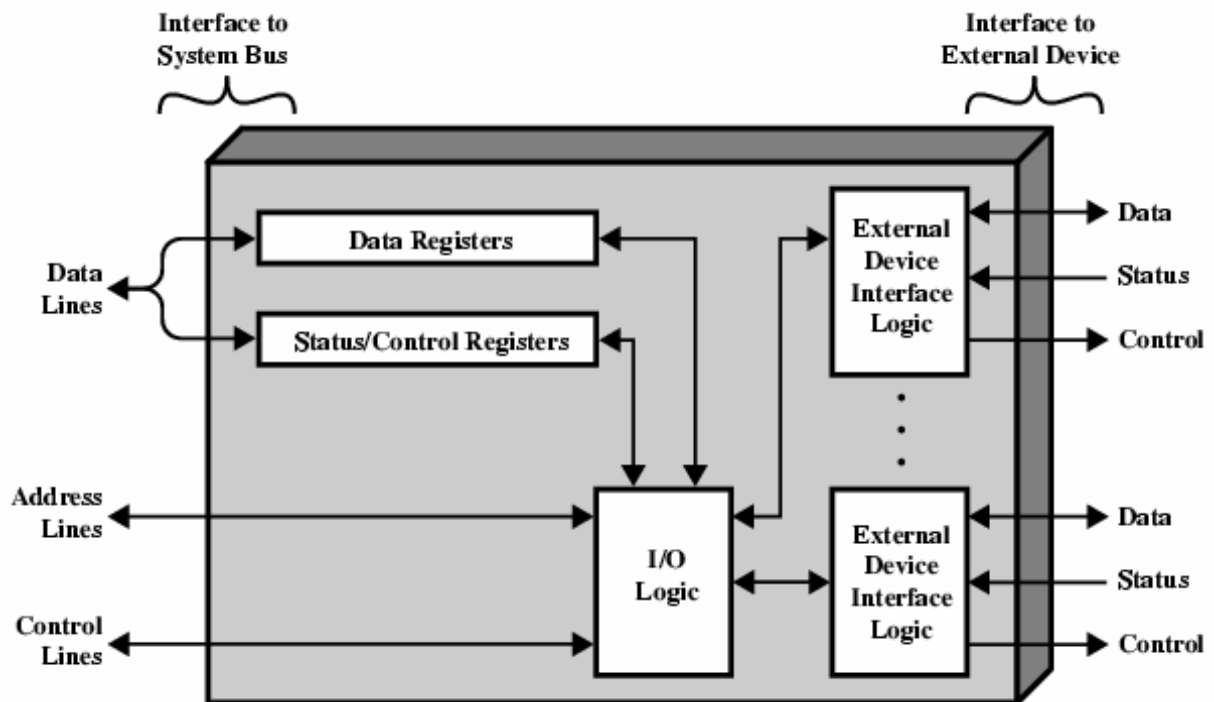 Interface to
System Bus
Interface to
External Device
Data Registers
Status/Control Registers
Data
Lines
External
Device
Interface
Logic
Data
Status
Control
Address
Lines
Control
Lines
I/O
Logic
External
Device
Interface
Logic
Data
Status
Control